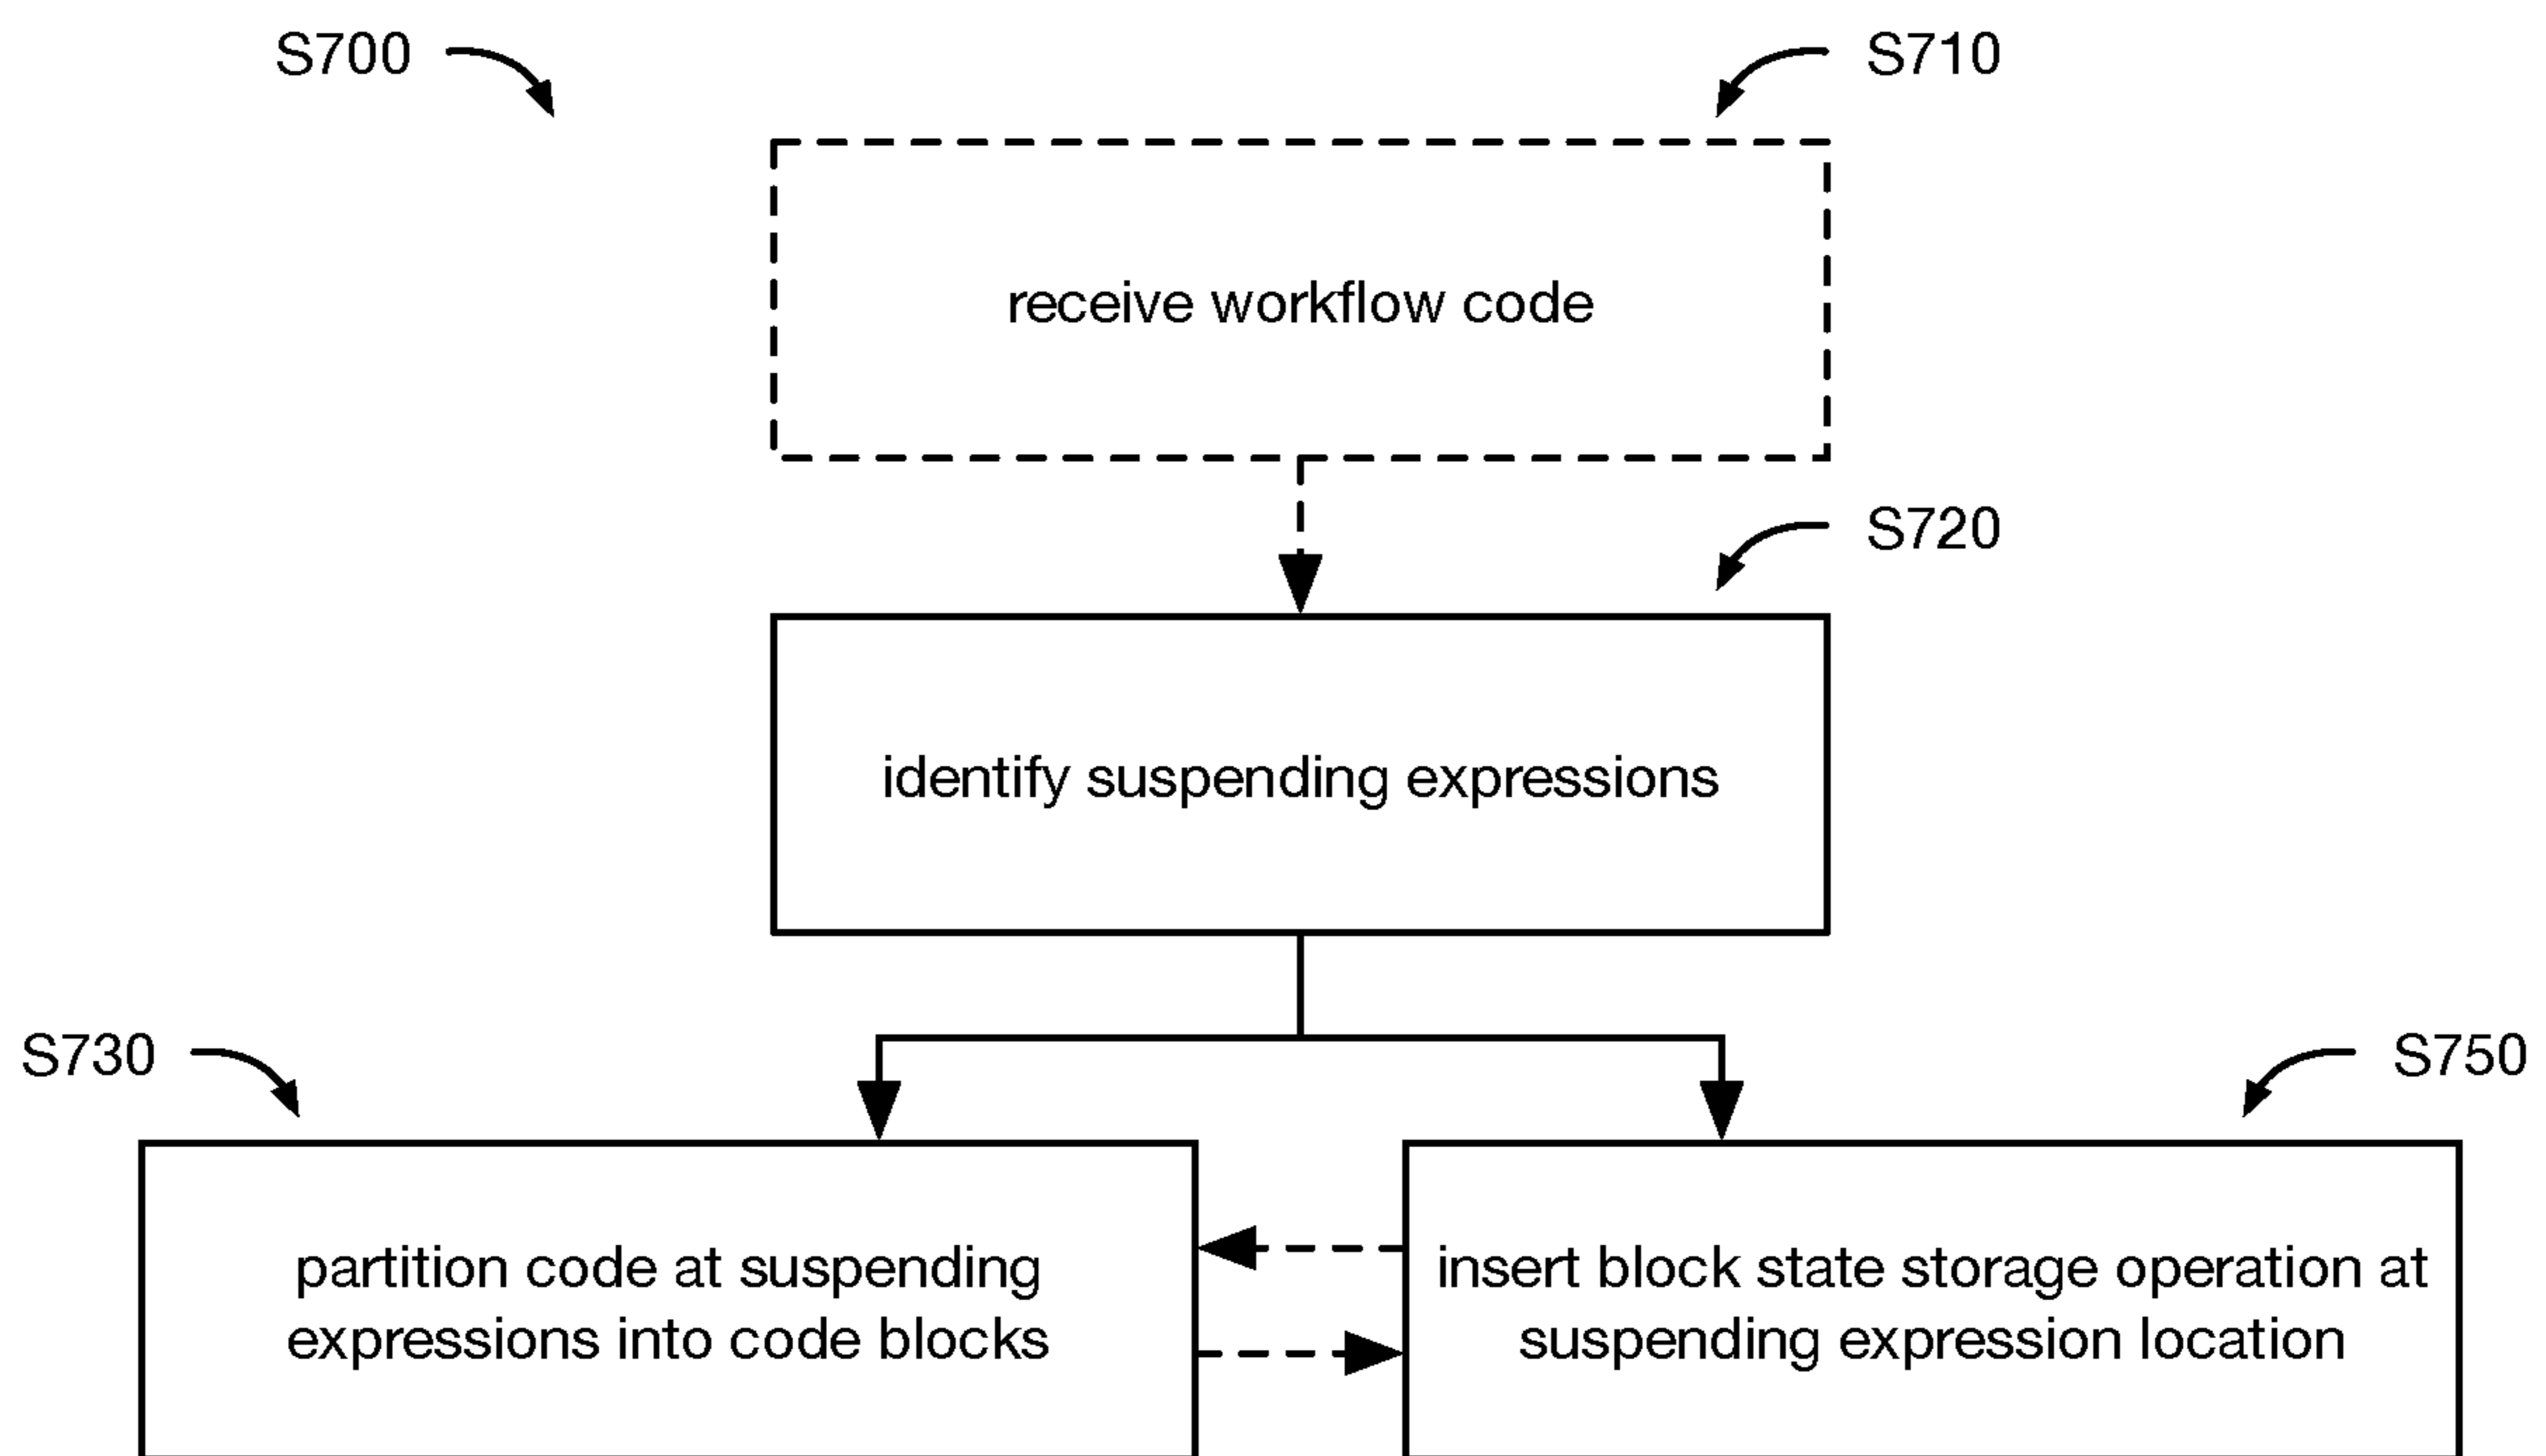 S700
S710
receive workflow code
S720
identify suspending expressions
S730
S750
partition code at suspending
expressions into code blocks
insert block state storage operation at
suspending expression location